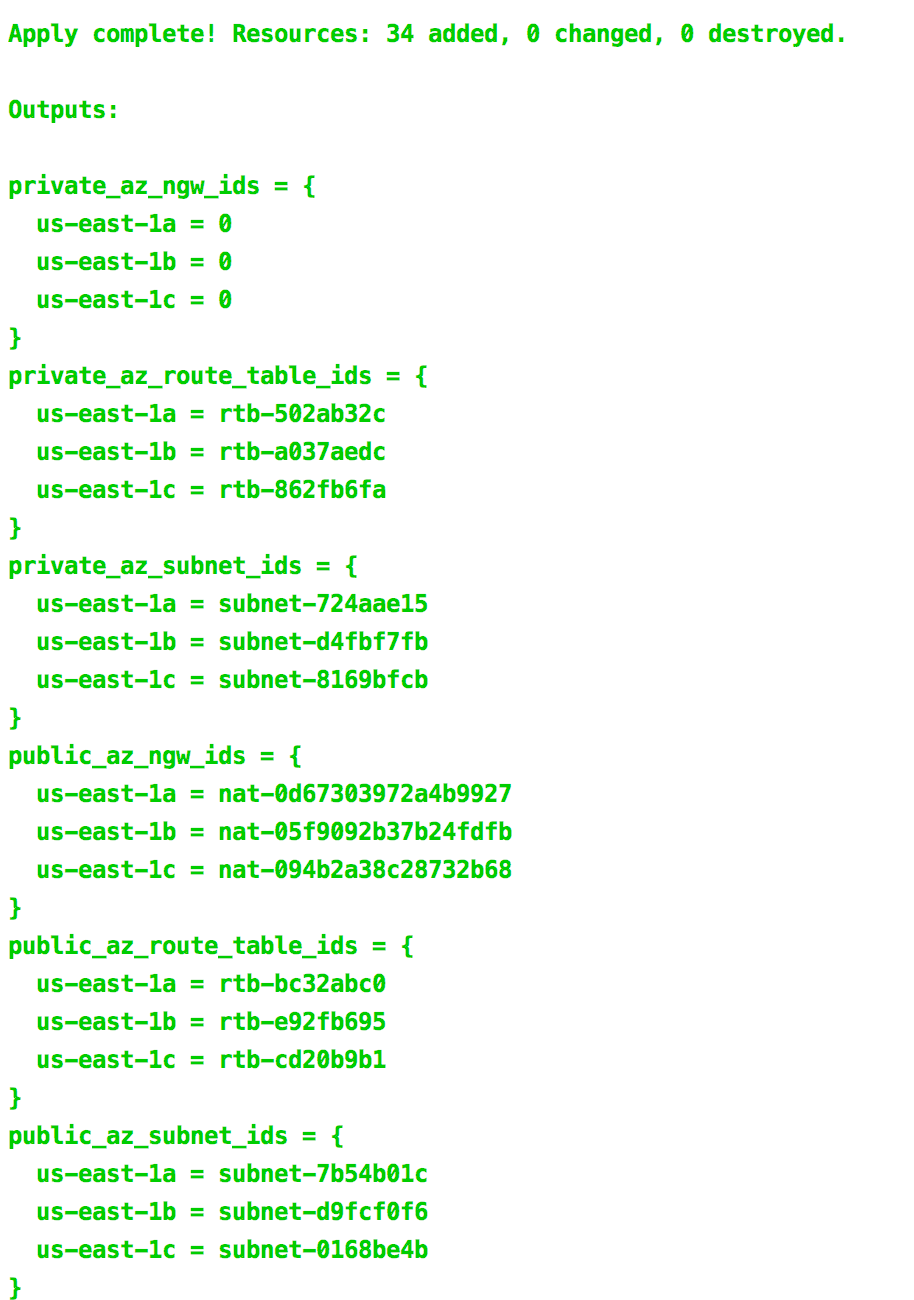 Apply complete! Resources: 34 added, 0 changed, 0 destroyed.
Outputs:
private_az_ngw_ids = {
  us-east-1a = 0
  us-east-1b = 0
  us-east-1c = 0
}
private_az_route_table_ids = {
  us-east-1a = rtb-502ab32c
  us-east-1b = rtb-a037aedc
  us-east-1c = rtb-862fb6fa
}
private_az_subnet_ids = {
  us-east-1a = subnet-724aae15
  us-east-1b = subnet-d4fbf7fb
  us-east-1c = subnet-8169bfcb
}
public_az_ngw_ids = {
  us-east-1a = nat-0d67303972a4b9927
  us-east-1b = nat-05f9092b37b24fdfb
  us-east-1c = nat-094b2a38c28732b68
}
public_az_route_table_ids = {
  us-east-1a = rtb-bc32abc0
  us-east-1b = rtb-e92fb695
  us-east-1c = rtb-cd20b9b1
}
public_az_subnet_ids = {
  us-east-1a = subnet-7b54b01c
  us-east-1b = subnet-d9fcf0f6
  us-east-1c = subnet-0168be4b
}